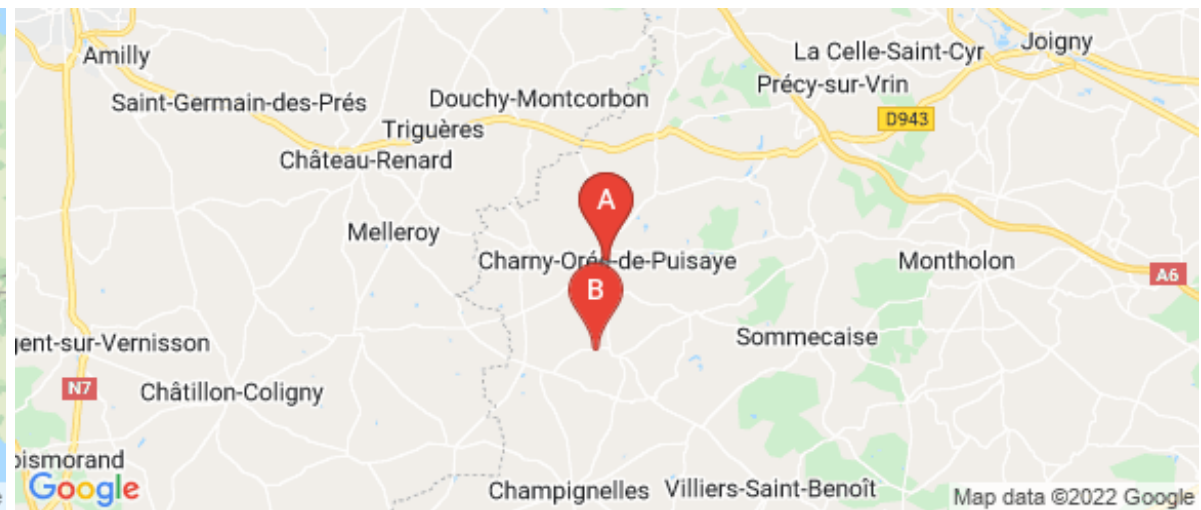 Amilly
La Celle-Saint-Cyr
Joigny
Précy-sur-Vrin
Saint-Germain-des-Prés
Douchy-Montcorbon
D943
Triguères
Château-Renard
A
Melleroy
Charny-Orée-de-Puisaye
Montholon
A6
B
gent-sur-Vernisson
Sommecaise
N7
Châtillon-Coligny
oismorand
Google
Champignelles
Villiers-Saint-Benoît
Map data ©2022 Google